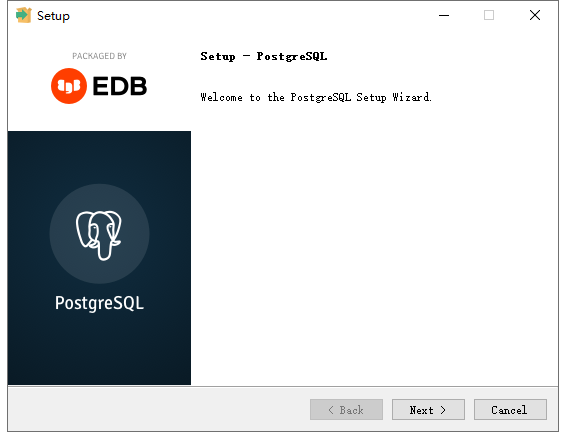 Setup
PACKAGED BY
EDB
Setup - PostgreSQL
Welcome to the PostgreSQL Setup Wizard.
PostgreSQL
< Back
Next >
Cancel